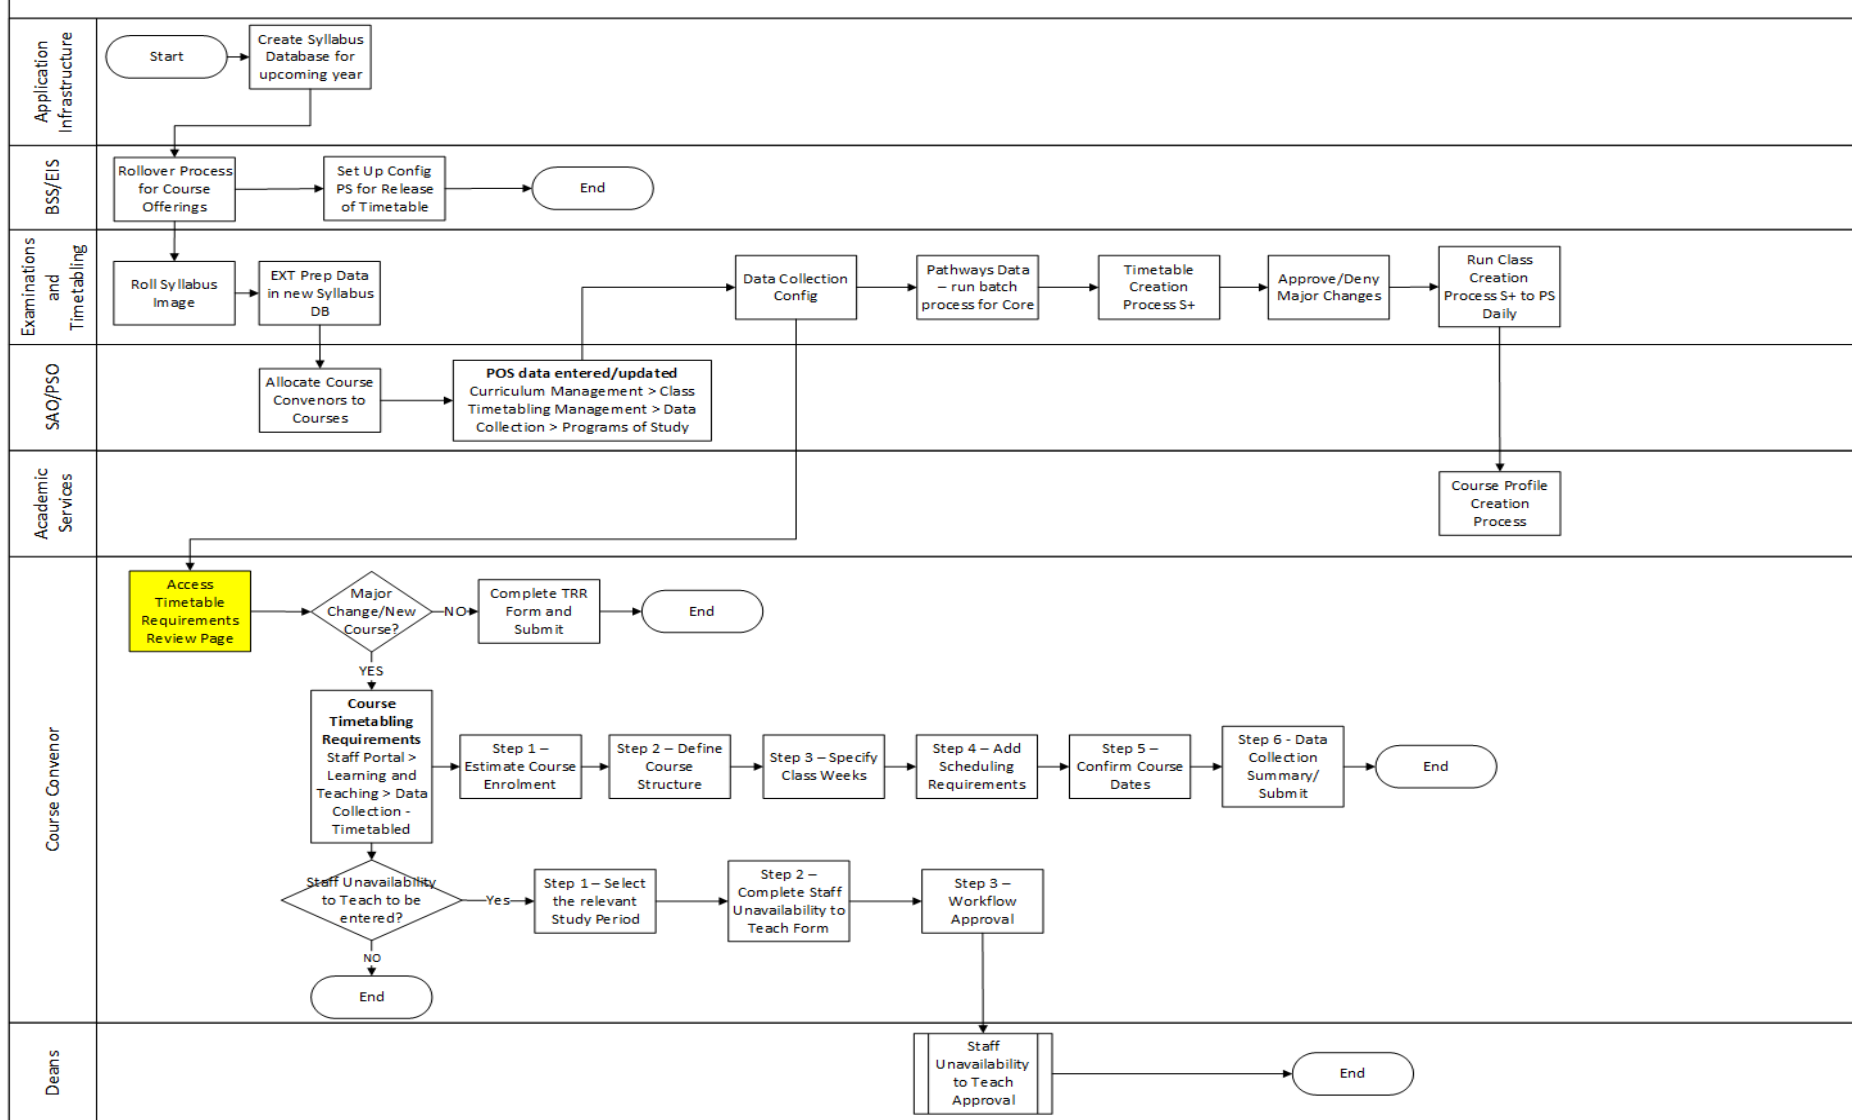 Application
Infrastructure
Start
Create Syllabus
Database for
upcoming year
BSS/EIS
Rollover Process
for Course
Offerings
Set Up Config
PS for Release
of Timetable
End
Examinations
and
Timetabling
Roll Syllabus
Image
EXT Prep Data
in new Syllabus
DB
Data Collection
Config
Pathways Data
– run batch
process for Core
Timetable
Creation
Process S+
Approve/Deny
Major Changes
Run Class
Creation
Process S+ to PS
Daily
SAO/PSO
Allocate Course
Convenors to
Courses
POS data entered/updated
Curriculum Management > Class
Timetabling Management > Data
Collection > Programs of Study
Academic
Services
Course Profile
Creation
Process
Course Convenor
Access
Timetable
Requirements
Review Page
Major
Change/New
Course?
NO
Complete TRR
Form and
Submit
End
YES
Course
Timetabling
Requirements
Staff Portal >
Learning and
Teaching > Data
Collection -
Timetabled
Step 1 –
Estimate Course
Enrolment
Step 2 – Define
Course
Structure
Step 3 – Specify
Class Weeks
Step 4 – Add
Scheduling
Requirements
Step 5 –
Confirm Course
Dates
Step 6 - Data
Collection
Summary/
Submit
End
Staff Unavailability
to Teach to be
entered?
Yes
Step 1 – Select
the relevant
Study Period
Step 2 –
Complete Staff
Unavailability to
Teach Form
Step 3 –
Workflow
Approval
NO
End
Deans
Staff
Unavailability
to Teach
Approval
End